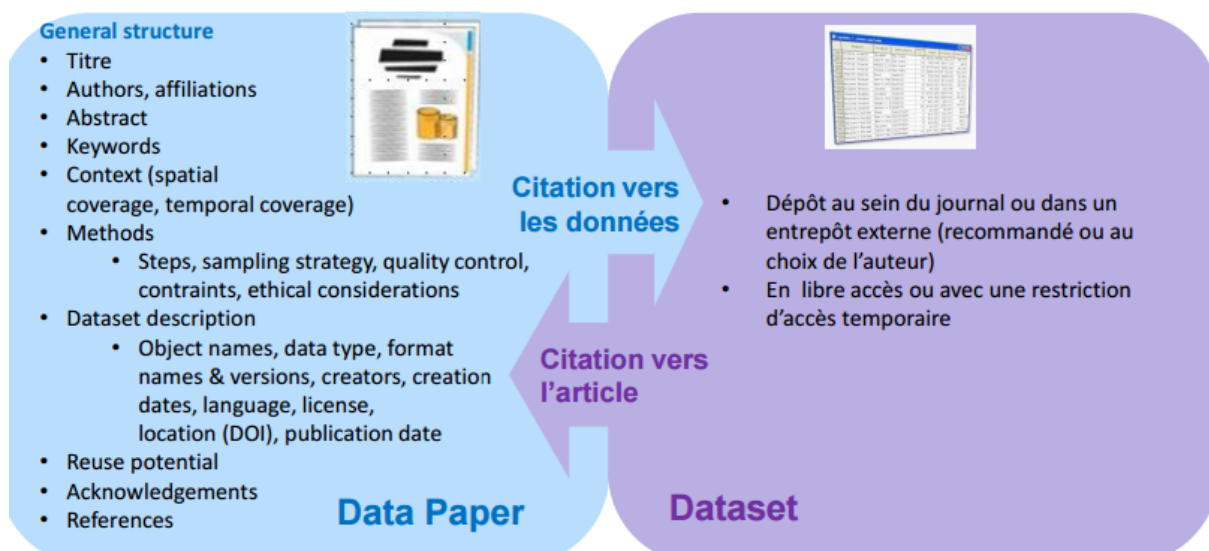 General structure
• Titre
• Authors, affiliations
• Abstract
• Keywords
• Context (spatial
coverage, temporal coverage)
• Methods
• Steps, sampling strategy, quality control,
contraints, ethical considerations
• Dataset description
• Object names, data type, format
names & versions, creators, creation
dates, language, license,
location (DOI), publication date
• Reuse potential
• Acknowledgements
• References
Data Paper
Citation vers
les données
Citation vers
l'article
• Dépôt au sein du journal ou dans un
entrepôt externe (recommandé ou au
choix de l'auteur)
• En libre accès ou avec une restriction
d'accès temporaire
Dataset